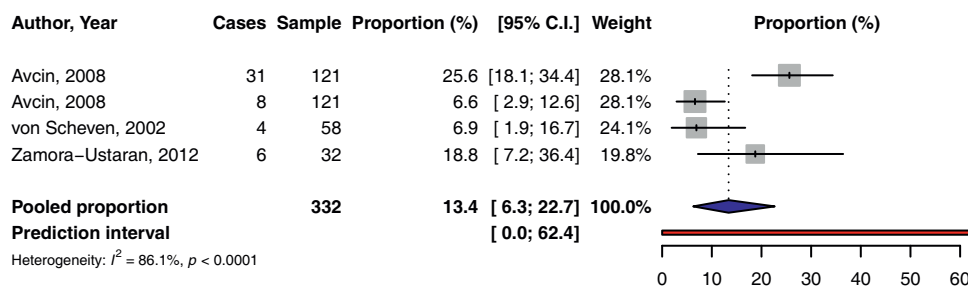 Author, Year Cases Sample Proportion (%) [95% C.I.] Weight Proportion (%)
Avcin, 2008 31 121 25.6 [18.1; 34.4] 28.1%
Avcin, 2008 8 121 6.6 [ 2.9; 12.6] 28.1%
von Scheven, 2002 4 58 6.9 [ 1.9; 16.7] 24.1%
Zamora−Ustaran, 2012 6 32 18.8 [ 7.2; 36.4] 19.8%
Pooled proportion 332 13.4 [ 6.3; 22.7] 100.0%
Prediction interval [ 0.0; 62.4]
Heterogeneity: I² = 86.1%, p < 0.0001
0 10 20 30 40 50 60